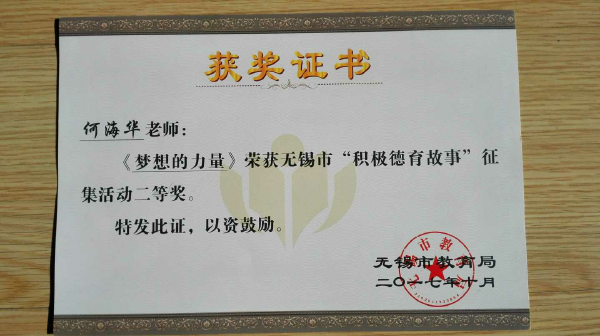 获奖证书
何海华老师：
《梦想的力量》荣获无锡市“积极德育故事”征
集活动二等奖。
特发此证，以资鼓励。
无锡市教育局
二〇一七年十月